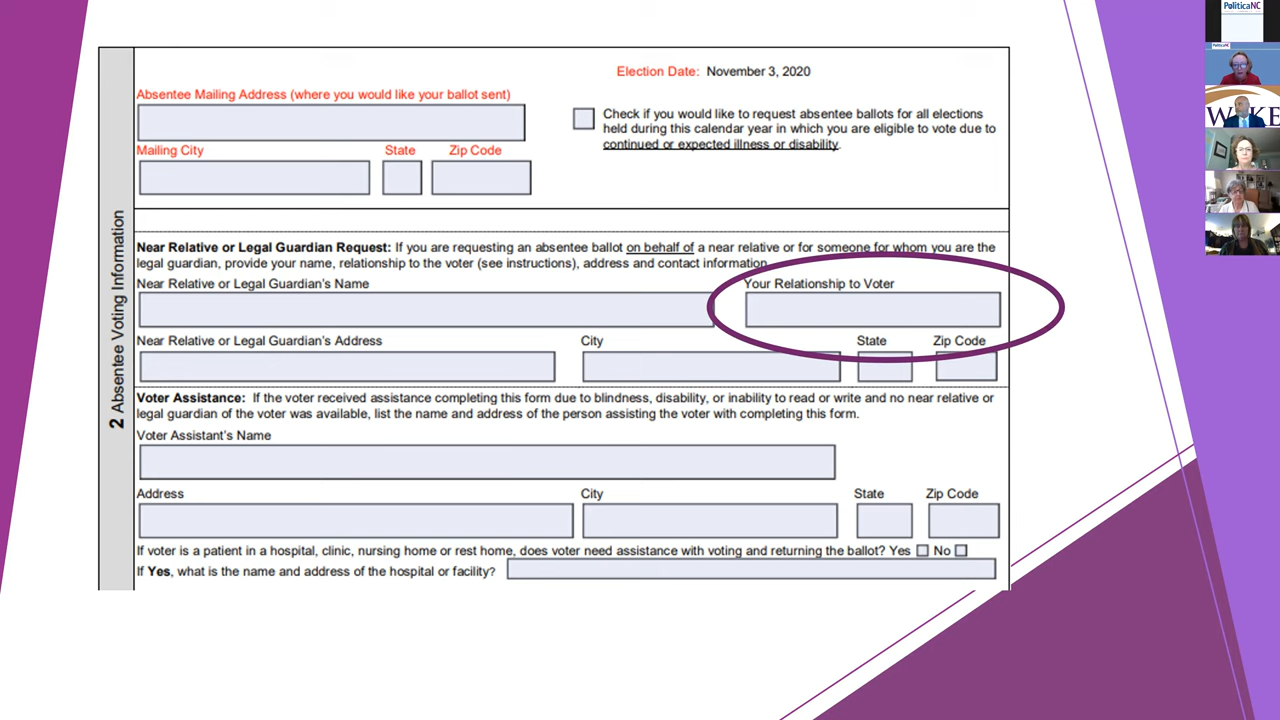 PoliticaNC
PoliticaNC
W KE
Election Date: November 3, 2020
Absentee Mailing Address (where you would like your ballot sent)
Check if you would like to request absentee ballots for all elections
held during this calendar year in which you are eligible to vote due to
continued or expected illness or disability.
Mailing City State Zip Code
2 Absentee Voting Information
Near Relative or Legal Guardian Request: If you are requesting an absentee ballot on behalf of a near relative or for someone for whom you are the
legal guardian, provide your name, relationship to the voter (see instructions), address and contact information.
Near Relative or Legal Guardian's Name Your Relationship to Voter
Near Relative or Legal Guardian's Address City State Zip Code
Voter Assistance: If the voter received assistance completing this form due to blindness, disability, or inability to read or write and no near relative or
legal guardian of the voter was available, list the name and address of the person assisting the voter with completing this form.
Voter Assistant's Name
Address City State Zip Code
If voter is a patient in a hospital, clinic, nursing home or rest home, does voter need assistance with voting and returning the ballot? Yes No
If Yes, what is the name and address of the hospital or facility?